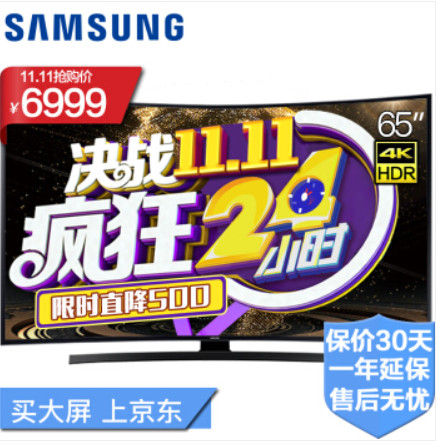 SAMSUNG
11.11抢购价
¥6999
65"
4K
HDR
决战11.11
疯狂24小时
限时直降500
保价30天
一年延保
售后无忧
买大屏 上京东